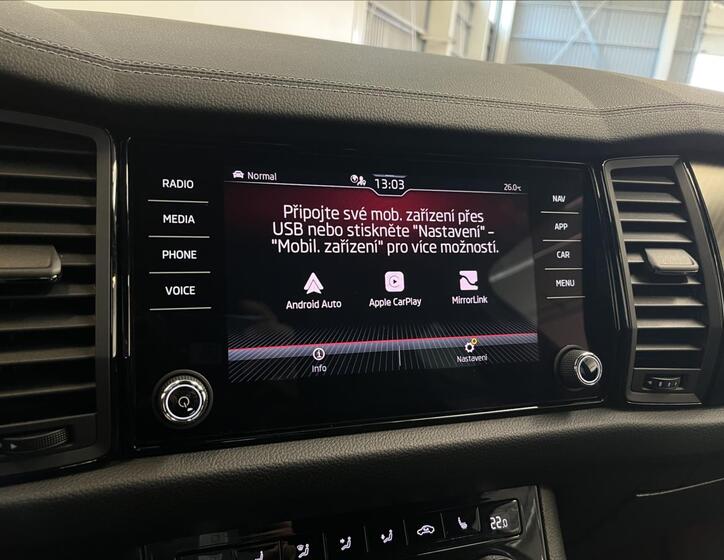 RADIO
MEDIA
PHONE
VOICE
Normal
13:03
26.0°C
Připojte své mob. zařízení přes
USB nebo stiskněte "Nastavení" –
"Mobil. zařízení" pro více možností.
Android Auto
Apple CarPlay
MirrorLink
Info
Nastavení
NAV
APP
CAR
MENU
22.0